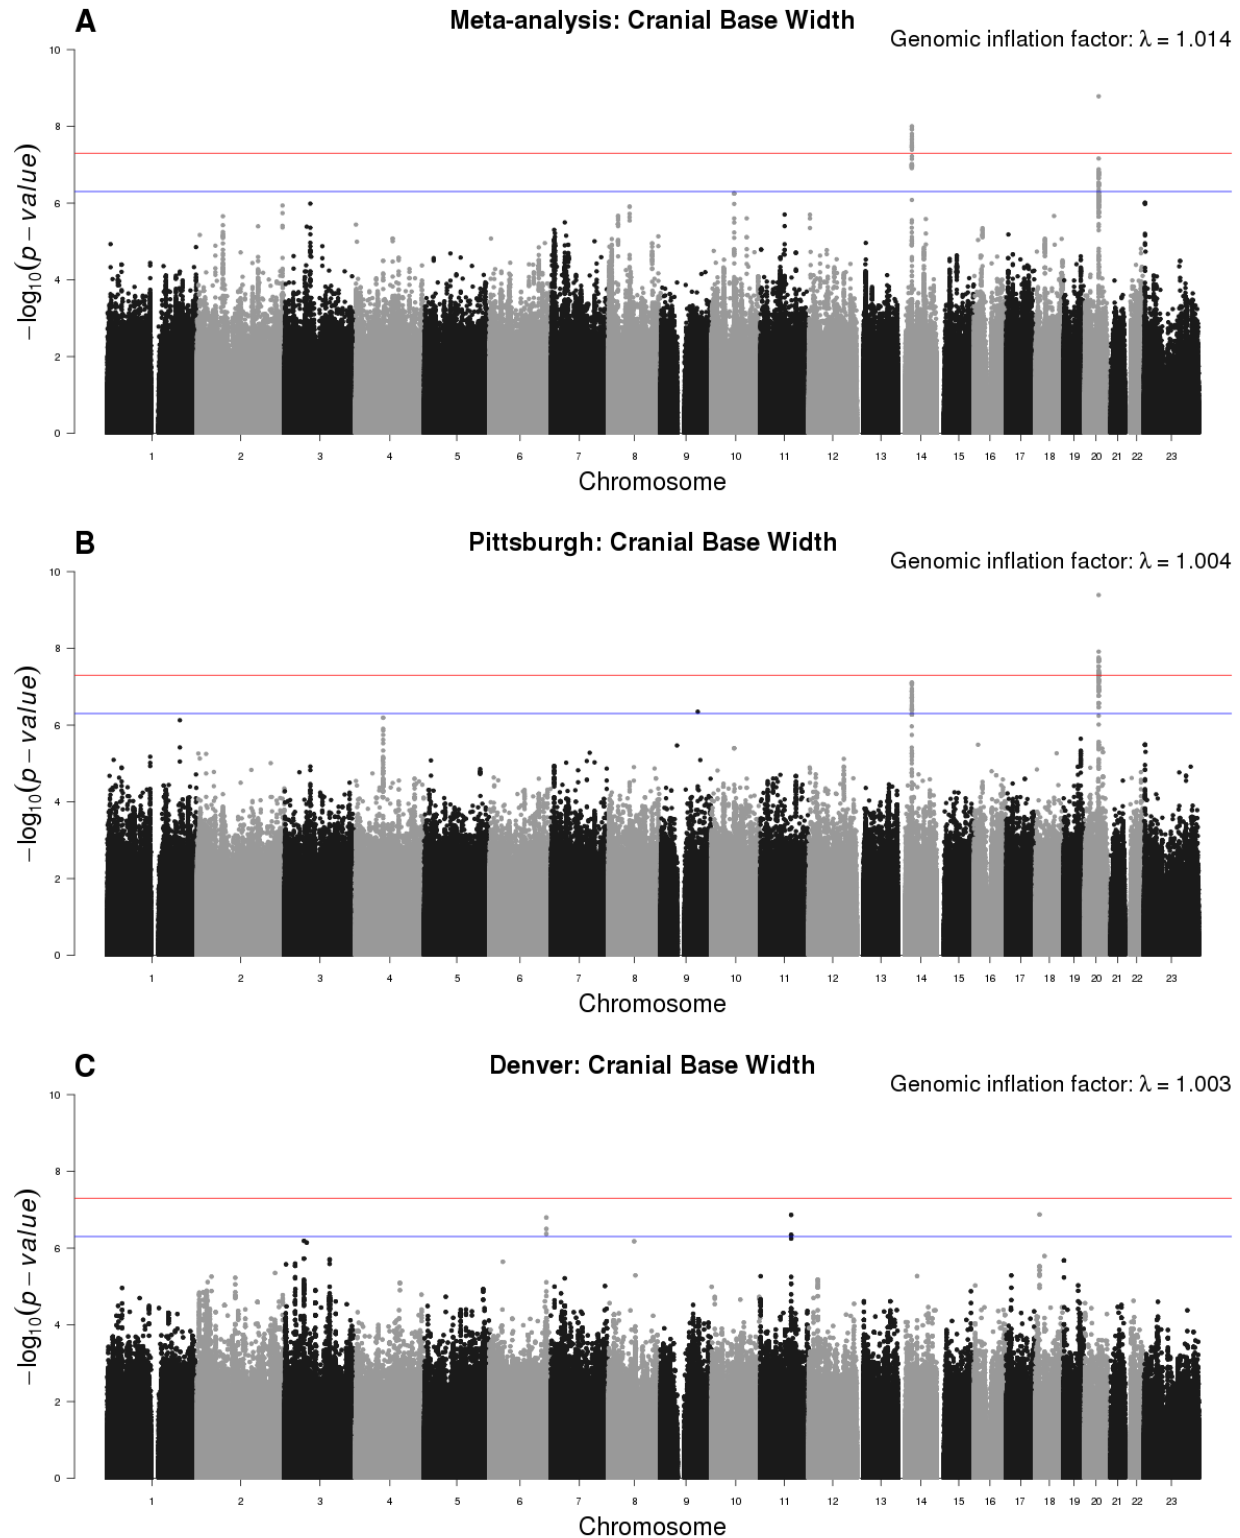 A
Meta-analysis: Cranial Base Width
Genomic inflation factor: λ = 1.014
10
8
6
4
2
0
−log10(p − value)
1 2 3 4 5 6 7 8 9 10 11 12 13 14 15 16 17 18 19 20 21 22 23
Chromosome
B
Pittsburgh: Cranial Base Width
Genomic inflation factor: λ = 1.004
10
8
6
4
2
0
−log10(p − value)
1 2 3 4 5 6 7 8 9 10 11 12 13 14 15 16 17 18 19 20 21 22 23
Chromosome
C
Denver: Cranial Base Width
Genomic inflation factor: λ = 1.003
10
8
6
4
2
0
−log10(p − value)
1 2 3 4 5 6 7 8 9 10 11 12 13 14 15 16 17 18 19 20 21 22 23
Chromosome